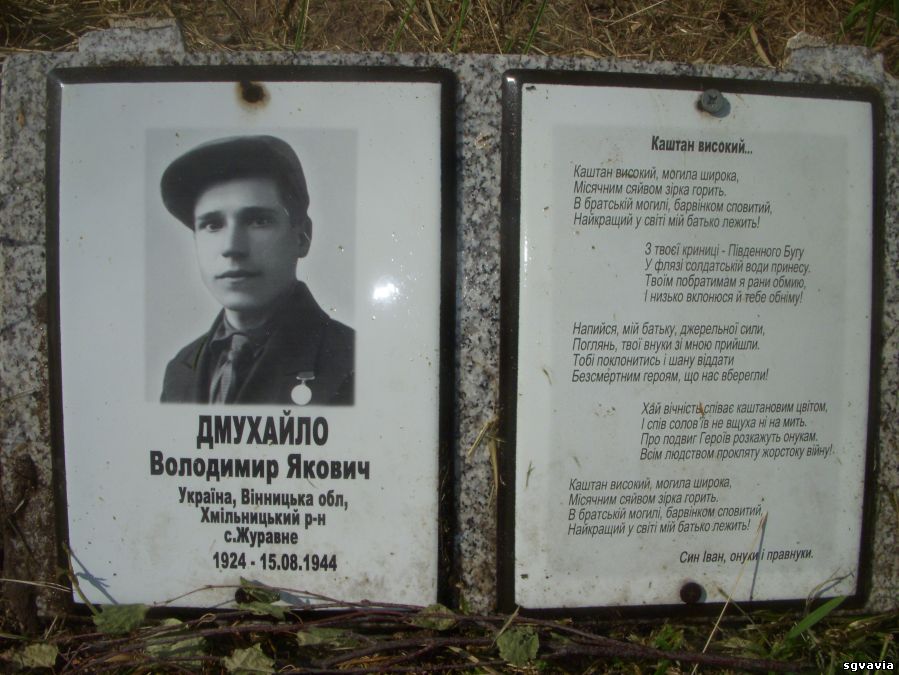 ДМУХАЙЛО
Володимир Якович
Україна, Вінницька обл,
Хмільницький р-н
с.Журавне
1924 - 15.08.1944
Каштан високий...
Каштан високий, могила широка,
Місячним сяйвом зірка горить.
В братській могилі, барвінком сповитий,
Найкращий у світі мій батько лежить!
З твоєї криниці - Південного Бугу
У флязі солдатській води принесу.
Твоїм побратимам я рани обмию,
І низько вклонюся й тебе обніму!
Напийся, мій батьку, джерельної сили,
Поглянь, твої внуки зі мною прийшли.
Тобі поклонитись і шану віддати
Безсмертним героям, що нас вберегли!
Хай вічність співає каштановим цвітом,
І спів солов'їв не вщуха ні на мить.
Про подвиг Героїв розкажуть онукам.
Всім людством прокляту жорстоку війну!
Каштан високий, могила широка,
Місячним сяйвом зірка горить.
В братській могилі, барвінком сповитий,
Найкращий у світі мій батько лежить!
Син Іван, онуки і правнуки.
sgvavia